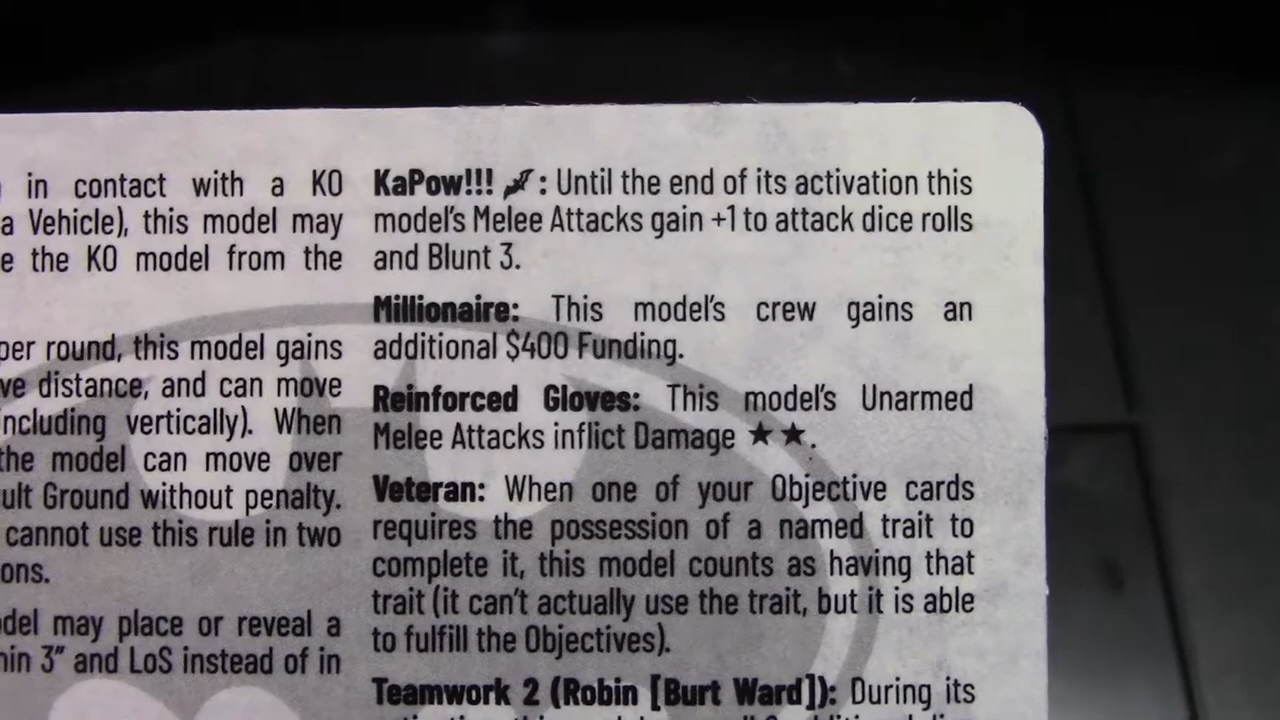 in contact with a KO
a Vehicle), this model may
e the KO model from the
per round, this model gains
ve distance, and can move
ncluding vertically). When
the model can move over
ult Ground without penalty.
cannot use this rule in two
ons.
odel may place or reveal a
hin 3” and LoS instead of in
KaPow!!! : Until the end of its activation this
model’s Melee Attacks gain +1 to attack dice rolls
and Blunt 3.
Millionaire: This model’s crew gains an
additional $400 Funding.
Reinforced Gloves: This model’s Unarmed
Melee Attacks inflict Damage ★★.
Veteran: When one of your Objective cards
requires the possession of a named trait to
complete it, this model counts as having that
trait (it can’t actually use the trait, but it is able
to fulfill the Objectives).
Teamwork 2 (Robin [Burt Ward]): During its